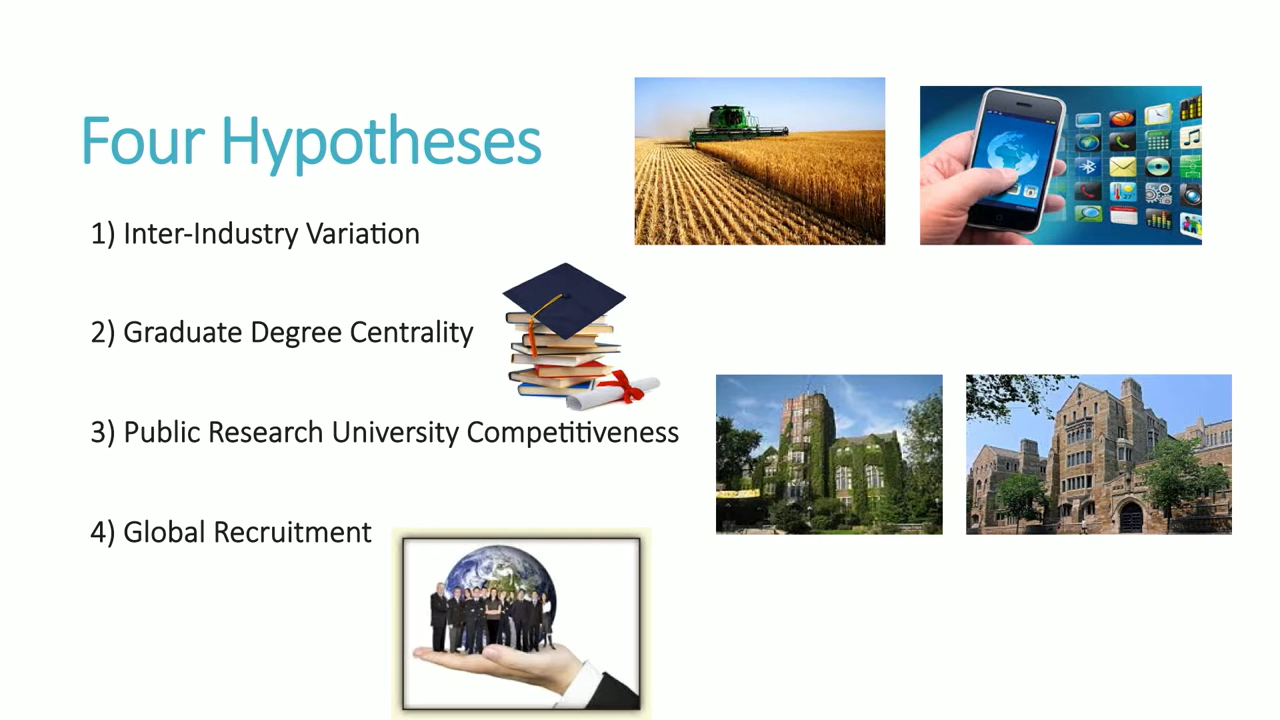 Four Hypotheses
1) Inter-Industry Variation
2) Graduate Degree Centrality
3) Public Research University Competitiveness
4) Global Recruitment